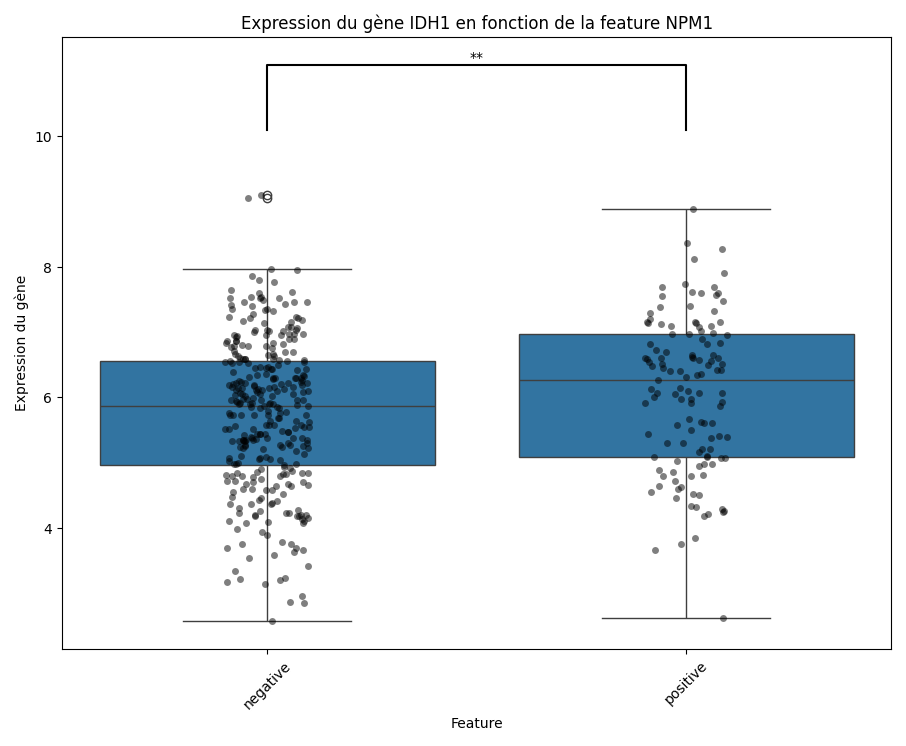 Expression du gène IDH1 en fonction de la feature NPM1
**
10
8
6
4
Expression du gène
negative
positive
Feature